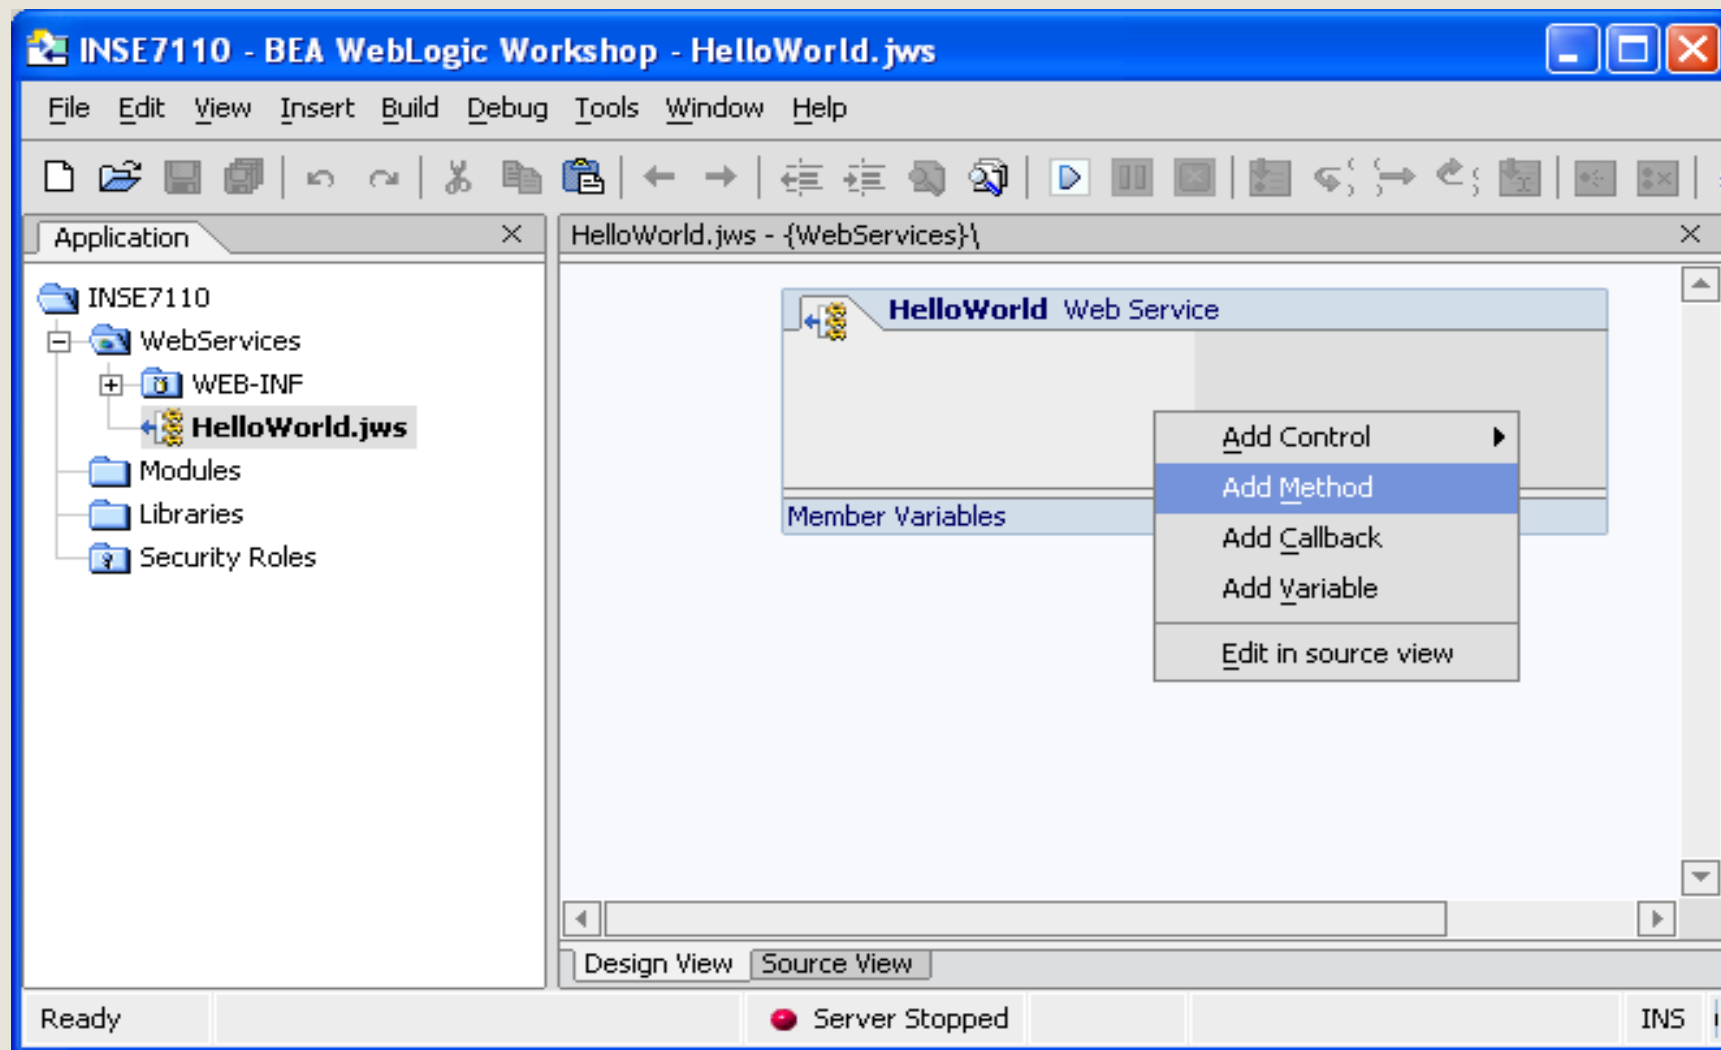 INSE7110 - BEA WebLogic Workshop - HelloWorld.jws
File Edit View Insert Build Debug Tools Window Help
Application
HelloWorld.jws - {WebServices}\
INSE7110
WebServices
WEB-INF
HelloWorld.jws
Modules
Libraries
Security Roles
HelloWorld Web Service
Member Variables
Add Control
Add Method
Add Callback
Add Variable
Edit in source view
Design View Source View
Ready Server Stopped INS